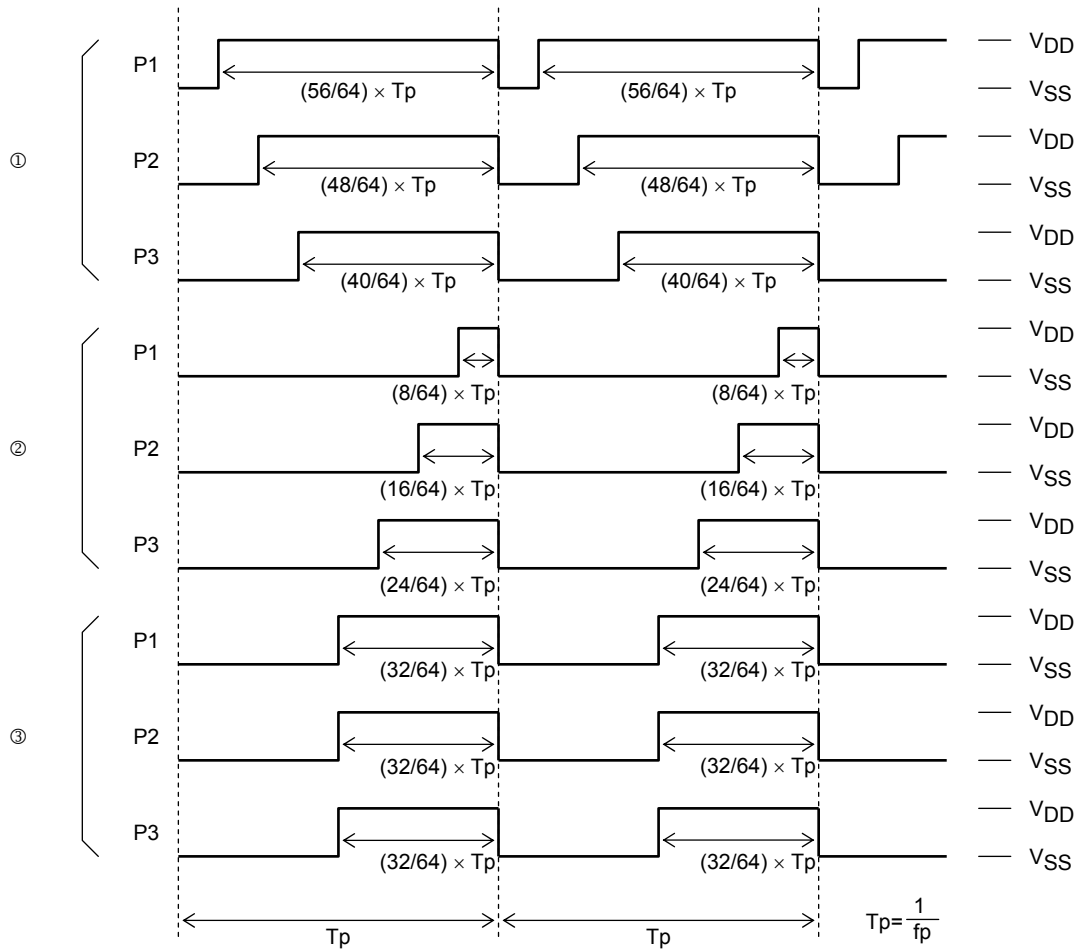 P1 VDD
VSS
(56/64) × Tp (56/64) × Tp
① P2 VDD
VSS
(48/64) × Tp (48/64) × Tp
P3 VDD
VSS
(40/64) × Tp (40/64) × Tp
P1 VDD
VSS
(8/64) × Tp (8/64) × Tp
② P2 VDD
VSS
(16/64) × Tp (16/64) × Tp
P3 VDD
VSS
(24/64) × Tp (24/64) × Tp
P1 VDD
VSS
(32/64) × Tp (32/64) × Tp
③ P2 VDD
VSS
(32/64) × Tp (32/64) × Tp
P3 VDD
VSS
(32/64) × Tp (32/64) × Tp
Tp Tp Tp= 1/fp